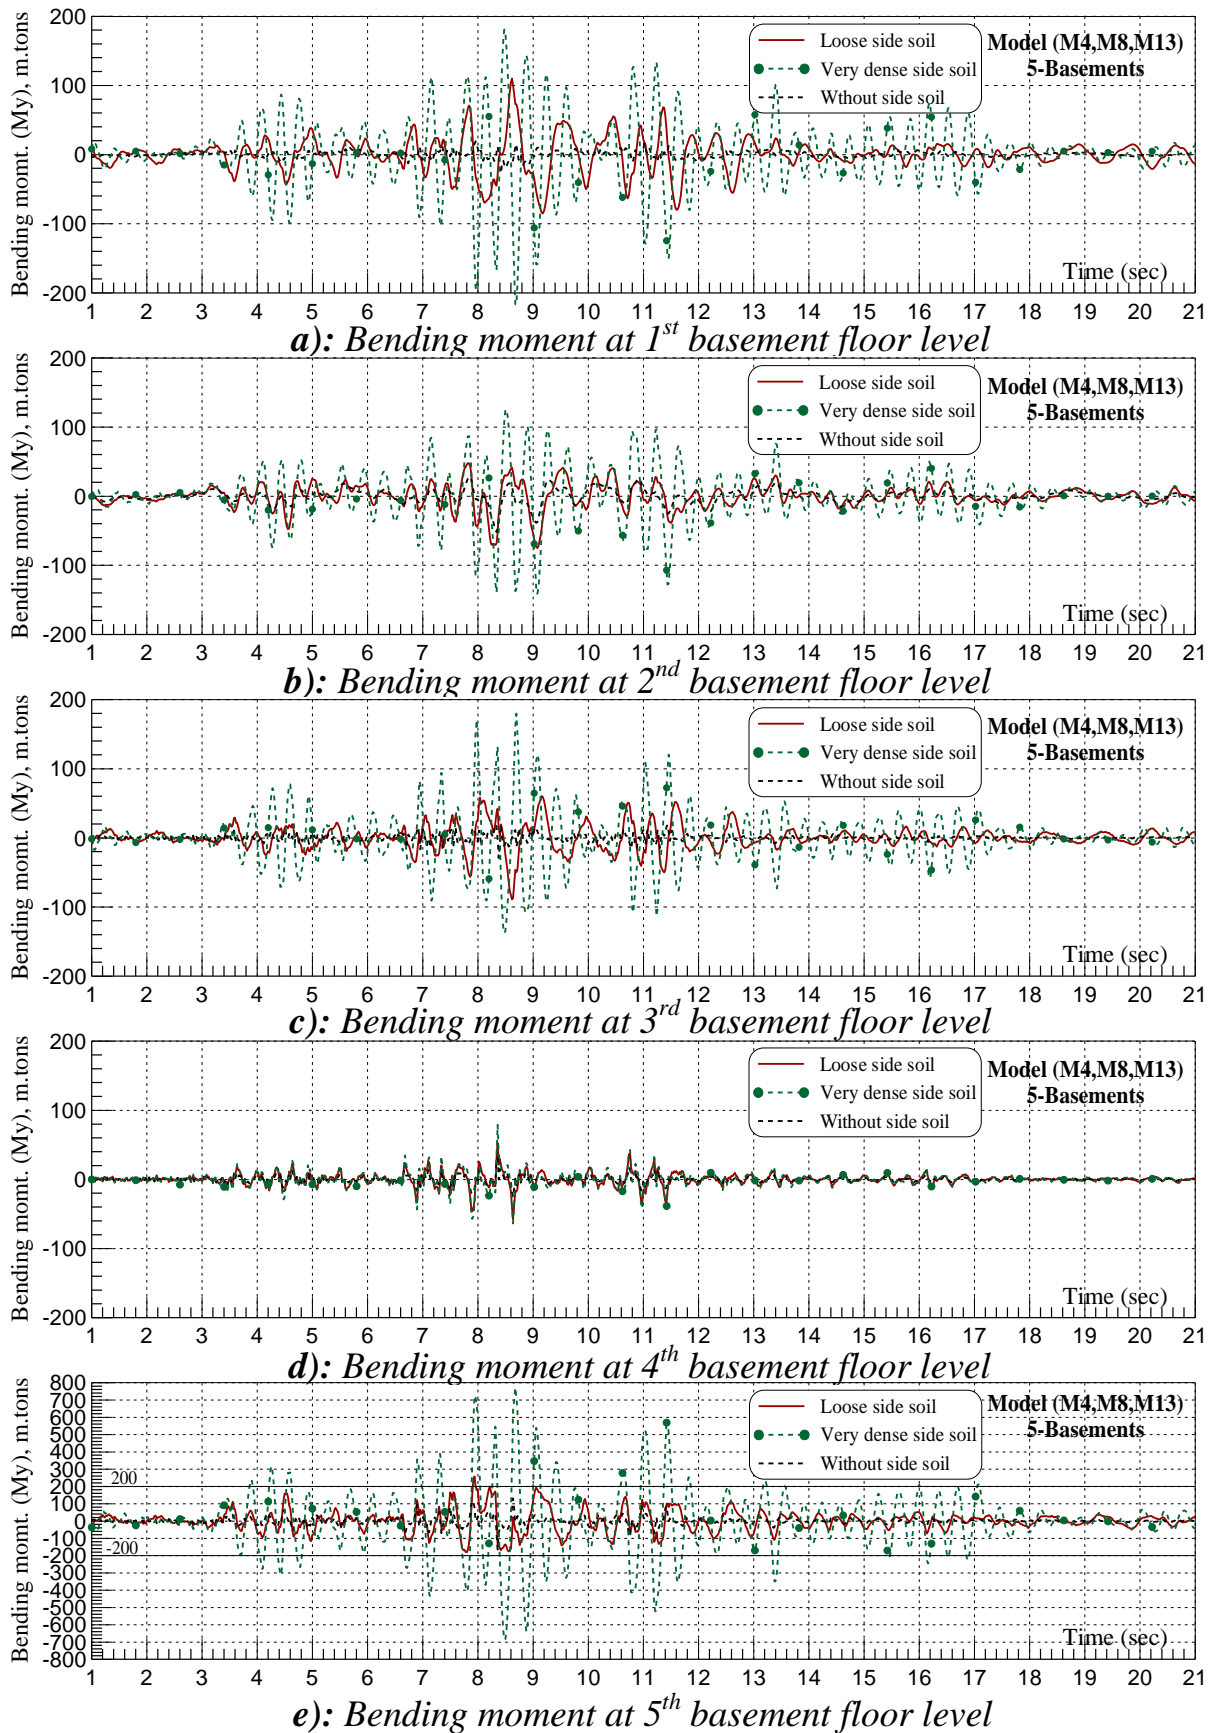 Bending momt. (My), m.tons
200
100
0
-100
-200
Loose side soil
Very dense side soil
Wthout side soil
Model (M4,M8,M13)
5-Basements
Time (sec)
1 2 3 4 5 6 7 8 9 10 11 12 13 14 15 16 17 18 19 20 21
a): Bending moment at 1st basement floor level
Bending momt. (My), m.tons
200
100
0
-100
-200
Loose side soil
Very dense side soil
Wthout side soil
Model (M4,M8,M13)
5-Basements
Time (sec)
1 2 3 4 5 6 7 8 9 10 11 12 13 14 15 16 17 18 19 20 21
b): Bending moment at 2nd basement floor level
Bending momt. (My), m.tons
200
100
0
-100
-200
Loose side soil
Very dense side soil
Wthout side soil
Model (M4,M8,M13)
5-Basements
Time (sec)
1 2 3 4 5 6 7 8 9 10 11 12 13 14 15 16 17 18 19 20 21
c): Bending moment at 3rd basement floor level
Bending momt. (My), m.tons
200
100
0
-100
-200
Loose side soil
Very dense side soil
Without side soil
Model (M4,M8,M13)
5-Basements
Time (sec)
1 2 3 4 5 6 7 8 9 10 11 12 13 14 15 16 17 18 19 20 21
d): Bending moment at 4th basement floor level
Bending momt. (My), m.tons
800
700
600
500
400
300
200
100
0
-100
-200
-300
-400
-500
-600
-700
-800
200
-200
Loose side soil
Very dense side soil
Without side soil
Model (M4,M8,M13)
5-Basements
Time (sec)
1 2 3 4 5 6 7 8 9 10 11 12 13 14 15 16 17 18 19 20 21
e): Bending moment at 5th basement floor level